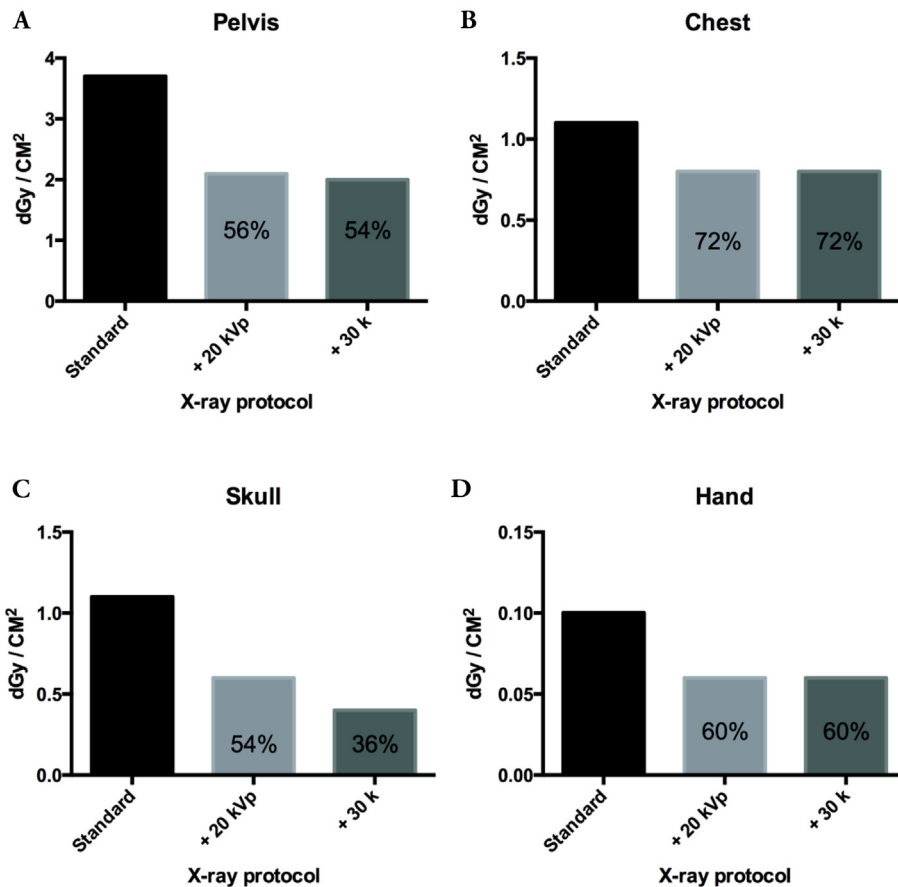 A
Pelvis
4
3
2
1
0
dGy / CM²
56%
54%
Standard
+ 20 kVp
+ 30 k
X-ray protocol
B
Chest
1.5
1.0
0.5
0.0
dGy / CM²
72%
72%
Standard
+ 20 kVp
+ 30 k
X-ray protocol
C
Skull
1.5
1.0
0.5
0.0
dGy / CM²
54%
36%
Standard
+ 20 kVp
+ 30 k
X-ray protocol
D
Hand
0.15
0.10
0.05
0.00
dGy / CM²
60%
60%
Standard
+ 20 kVp
+ 30 k
X-ray protocol